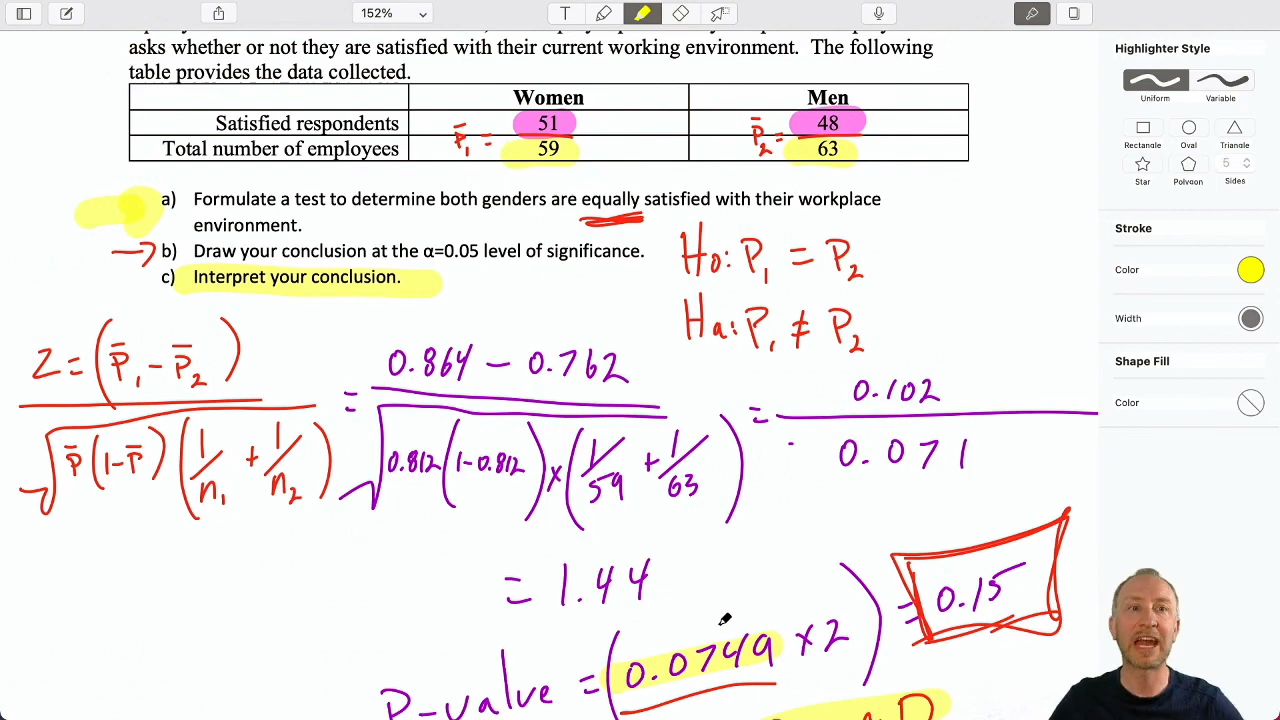 152%
T
asks whether or not they are satisfied with their current working environment. The following
table provides the data collected.
Women Men
Satisfied respondents 51 48
P̄₁ = P̄₂ =
Total number of employees 59 63
a) Formulate a test to determine both genders are equally satisfied with their workplace
environment.
b) Draw your conclusion at the α=0.05 level of significance.
c) Interpret your conclusion.
Ho: P₁ = P₂
Ha: P₁ ≠ P₂
Z = (P̄₁ - P̄₂) / √P̄(1-P̄)(1/n₁ + 1/n₂) = 0.864 - 0.762 / √0.812(1-0.812)×(1/59 + 1/63) = 0.102 / 0.071
= 1.44
P-value = (0.0749 ×2) = 0.15
Highlighter Style
Uniform Variable
Rectangle Oval Triangle
Star Polygon 5 Sides
Stroke
Color
Width
Shape Fill
Color